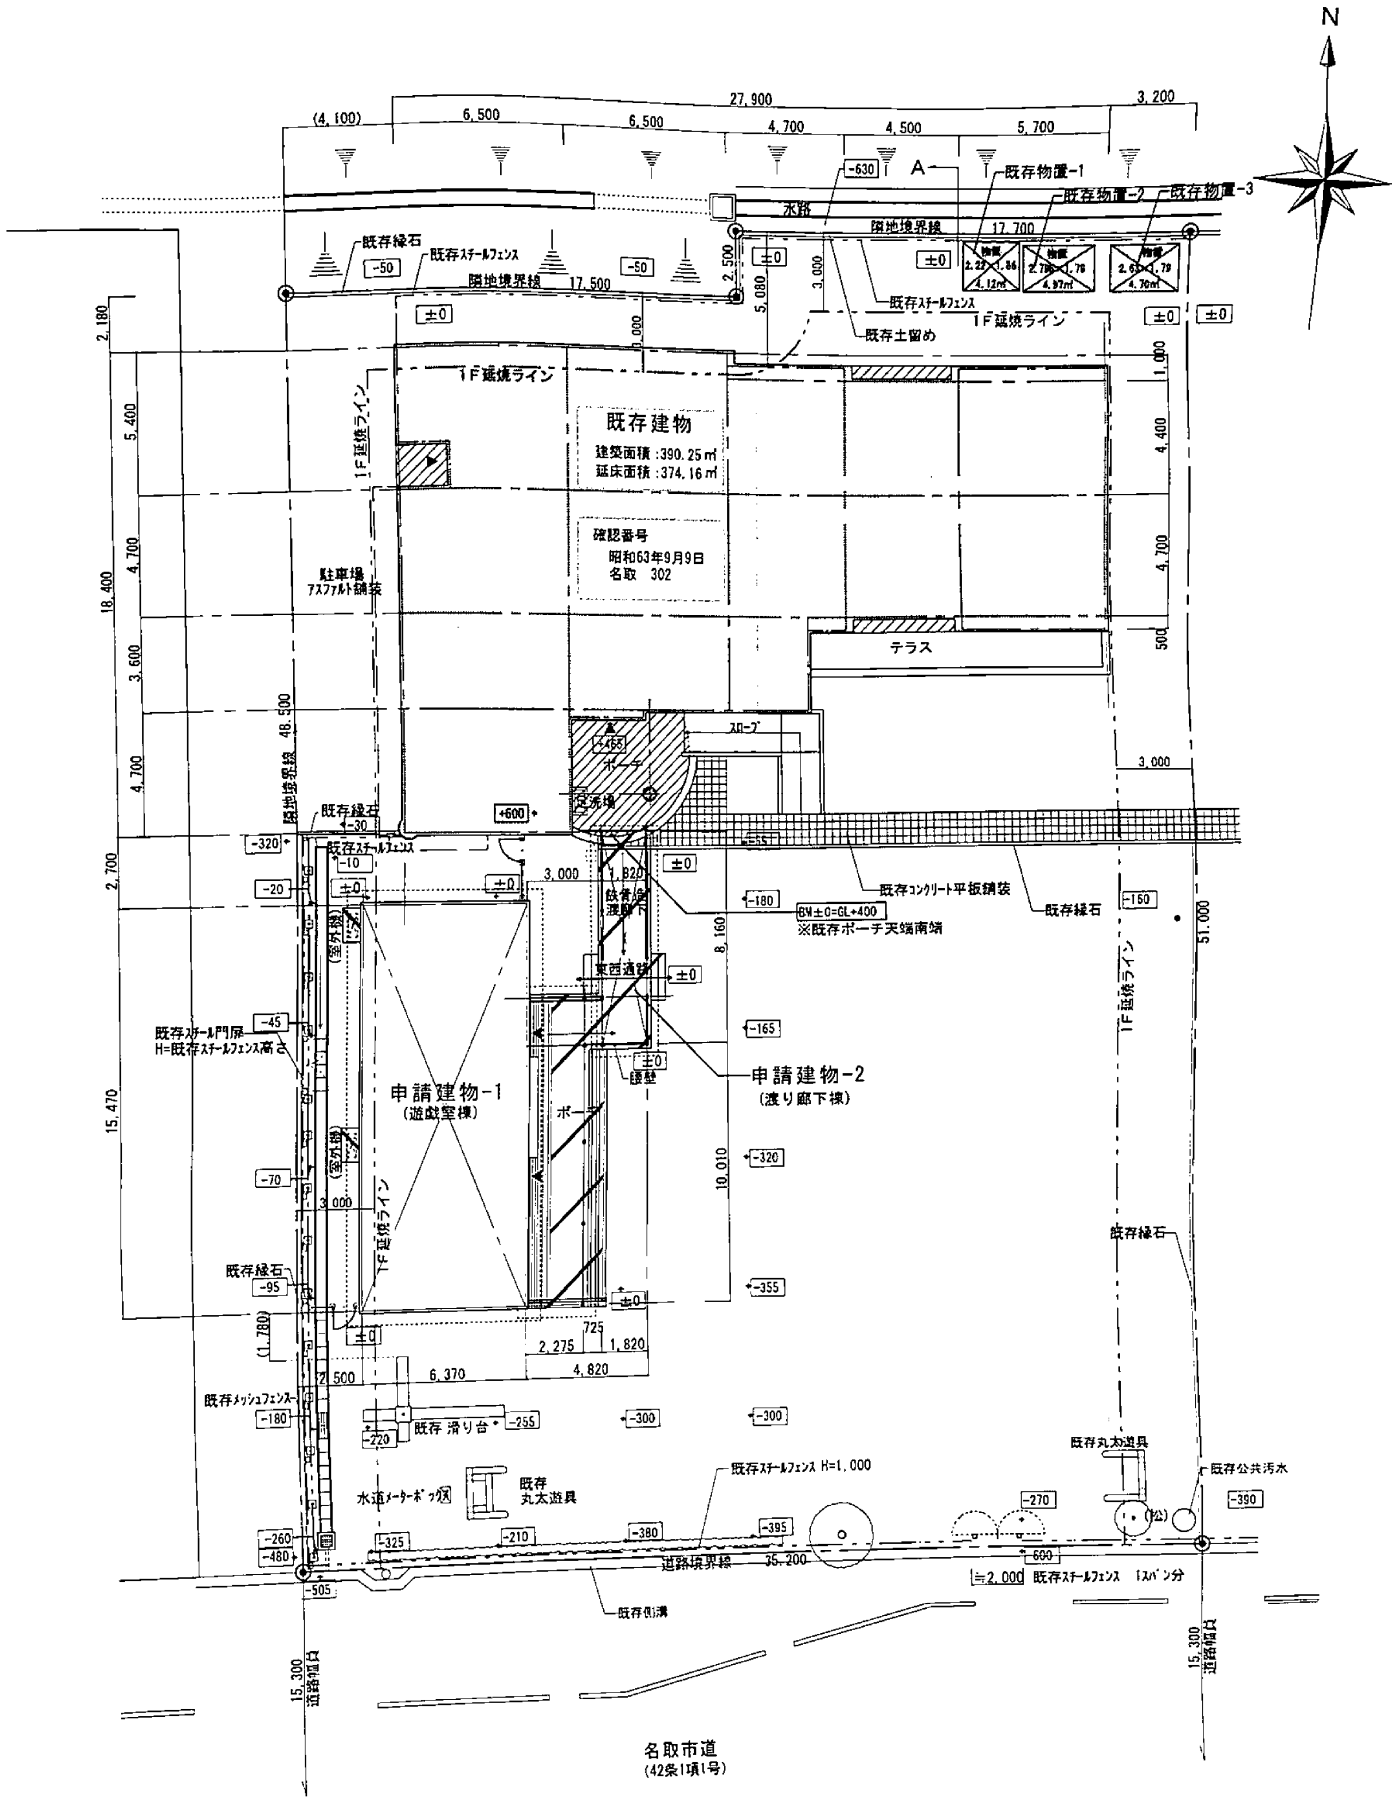 N
27,900
3,200
(4,100)
6,500
6,500
4,700
4,500
5,700
-630
A
既存物置-1
既存物置-2
既存物置-3
水路
隣地境界線 17.700
既存縁石
既存スチールフェンス
-50
-50
隣地境界線 17.500
2,500
±0
5,080
3,000
±0
物置
4.12㎡
物置
4.97㎡
物置
4.70㎡
±0
3,000
既存スチールフェンス
1F延焼ライン
既存土留め
±0
±0
2,180
1F延焼ライン
1F延焼ライン
1,000
5,400
既存建物
建築面積:390.25㎡
延床面積:374.16㎡
4,400
確認番号
昭和63年9月9日
名取 302
4,700
4,700
18,400
駐車場
アスファルト舗装
テラス
500
3,600
隣地境界線 48.500
スロープ
+465
ポーチ
4,700
3,000
既存縁石
-30
+600
-320
既存スチールフェンス
-10
±0
2,700
-20
±0
±0
3,000
1,820
鉄骨造
渡廊下
-180
BM±0=GL+400
※既存ポーチ天端南端
既存コンクリート平板舗装
既存縁石
-150
51.000
(室外機)
8,160
東西通路
±0
1F延焼ライン
既存スチール門扉
H=既存スチールフェンス高さ
-45
-165
±0
腰壁
申請建物-1
(遊戯室棟)
ポーチ
申請建物-2
(渡り廊下棟)
15,470
(室外機)
-320
10,010
-70
3,000
1F延焼ライン
既存縁石
既存縁石
-95
-355
±0
(1,780)
±0
725
2,275
1,820
2,500
6,370
4,820
既存メッシュフェンス
-180
既存 滑り台
-255
-300
-300
-220
既存丸太遊具
既存スチールフェンス H=1,000
既存公共汚水
水道メーターボックス
既存
丸太遊具
-270
(松)
-390
-260
-325
-210
-380
-395
-480
道路境界線 35.200
-600
-505
≒2,000 既存スチールフェンス 1スパン分
既存側溝
15,300
道路幅員
15,300
道路幅員
名取市道
(42条1項1号)